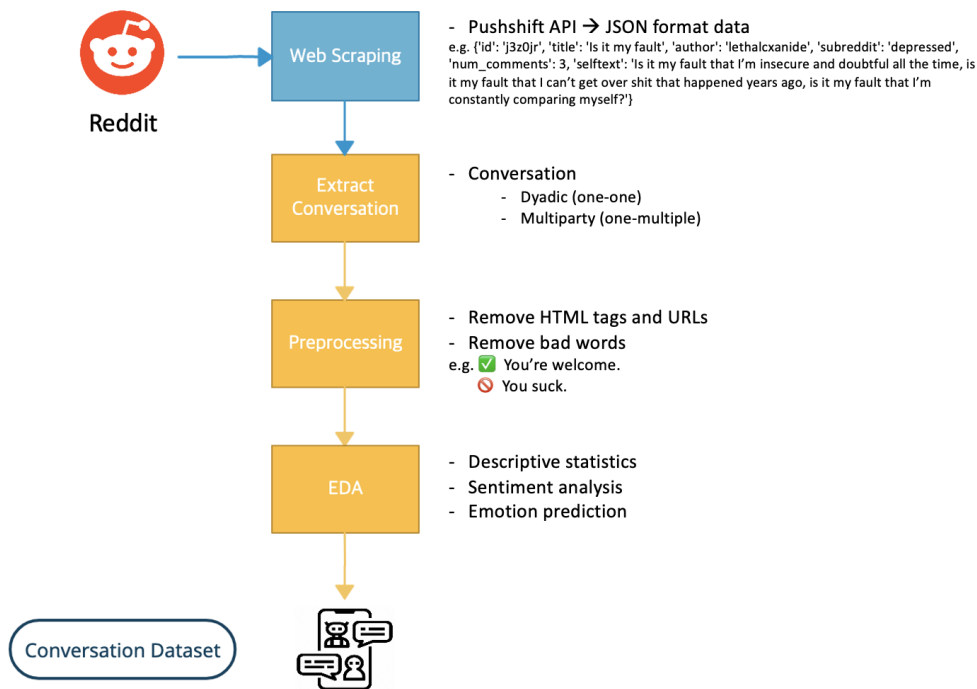 Reddit
Web Scraping
- Pushshift API → JSON format data
e.g. {'id': 'j3z0jr', 'title': 'Is it my fault', 'author': 'lethalcxanide', 'subreddit': 'depressed',
'num_comments': 3, 'selftext': 'Is it my fault that I’m insecure and doubtful all the time, is
it my fault that I can’t get over shit that happened years ago, is it my fault that I’m
constantly comparing myself?'}
Extract
Conversation
- Conversation
- Dyadic (one-one)
- Multiparty (one-multiple)
Preprocessing
- Remove HTML tags and URLs
- Remove bad words
e.g. ✅ You’re welcome.
🚫 You suck.
EDA
- Descriptive statistics
- Sentiment analysis
- Emotion prediction
Conversation Dataset